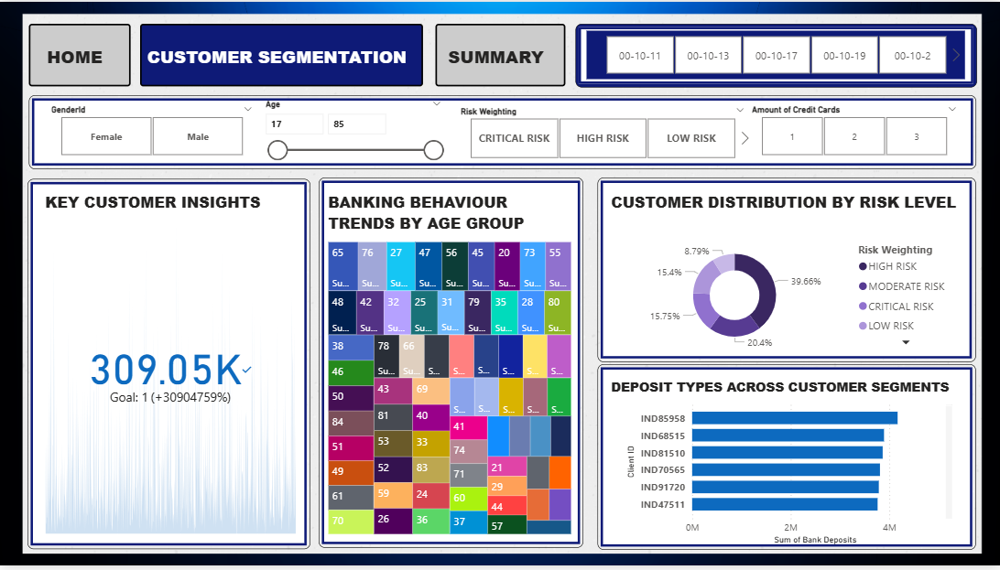 HOME
CUSTOMER SEGMENTATION
SUMMARY
00-10-11
00-10-13
00-10-17
00-10-19
00-10-2
GenderId
Female
Male
Age
17
85
Risk Weighting
CRITICAL RISK
HIGH RISK
LOW RISK
Amount of Credit Cards
1
2
3
KEY CUSTOMER INSIGHTS
309.05K
Goal: 1 (+30904759%)
BANKING BEHAVIOUR
TRENDS BY AGE GROUP
65 76 27 47 56 45 20 73 55
Su... Su... Su... Su... Su... Su... Su... Su... Su...
48 42 32 25 31 79 35 28 80
Su... Su... Su... Su... Su... Su... Su... Su... Su...
38 78 66
Su... Su... S... S... S... S... S... S...
46
43 69
50
S... S... S... S... S...
81 40
84
41
53 33
51
74
52 83 21
49
71
59 24 29
61
60
44
26 36 37
70
57
CUSTOMER DISTRIBUTION BY RISK LEVEL
8.79%
15.4%
15.75%
20.4%
39.66%
Risk Weighting
HIGH RISK
MODERATE RISK
CRITICAL RISK
LOW RISK
DEPOSIT TYPES ACROSS CUSTOMER SEGMENTS
Client ID
IND85958
IND68515
IND81510
IND70565
IND91720
IND47511
0M 2M 4M
Sum of Bank Deposits